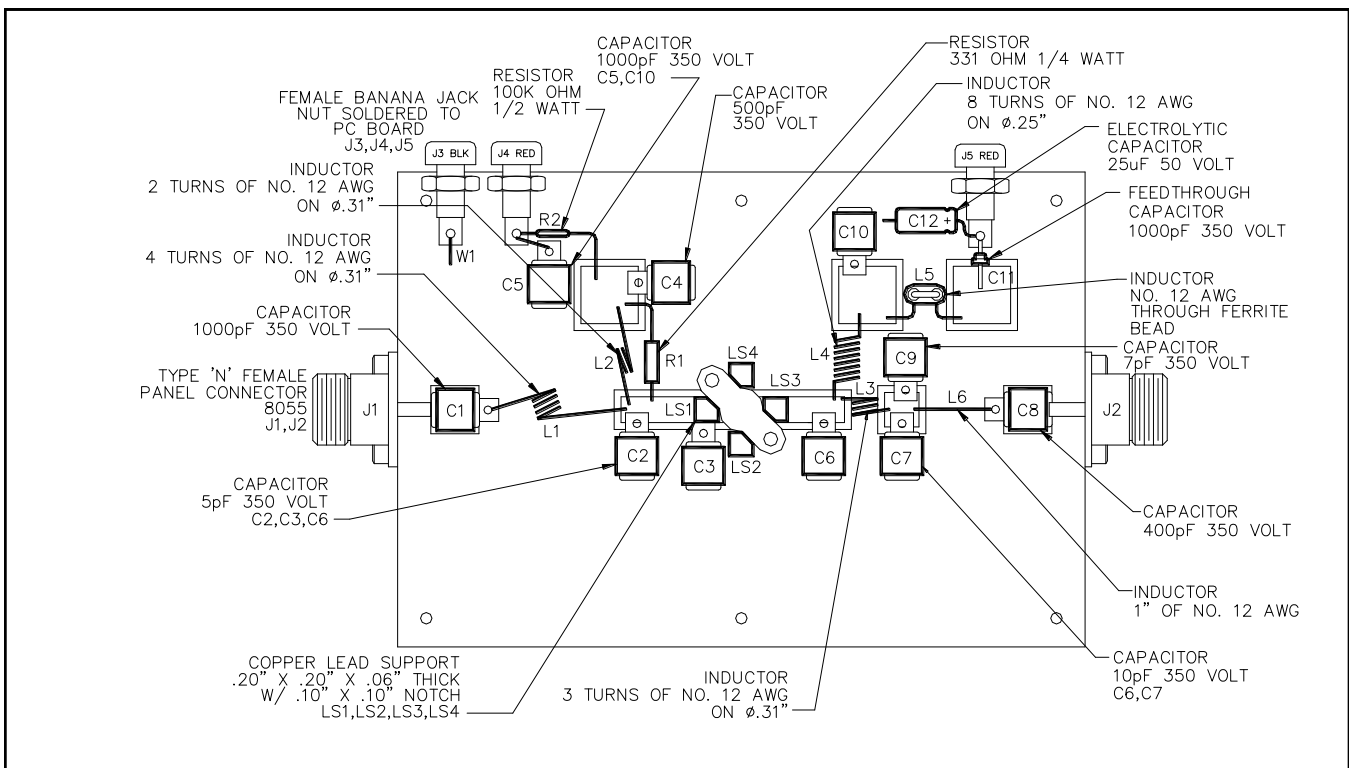 CAPACITOR
1000pF 350 VOLT
C5,C10
RESISTOR
331 OHM 1/4 WATT
RESISTOR
100K OHM
1/2 WATT
INDUCTOR
8 TURNS OF NO. 12 AWG
ON ø.25"
FEMALE BANANA JACK
NUT SOLDERED TO
PC BOARD
J3,J4,J5
CAPACITOR
500pF
350 VOLT
ELECTROLYTIC
CAPACITOR
25uF 50 VOLT
J3 BLK
J4 RED
J5 RED
INDUCTOR
2 TURNS OF NO. 12 AWG
ON ø.31"
FEEDTHROUGH
CAPACITOR
1000pF 350 VOLT
R2
C12 +
C10
W1
INDUCTOR
4 TURNS OF NO. 12 AWG
ON ø.31"
C5
C4
L5
C11
INDUCTOR
NO. 12 AWG
THROUGH FERRITE
BEAD
CAPACITOR
1000pF 350 VOLT
CAPACITOR
7pF 350 VOLT
L2
R1
LS4
L4
C9
TYPE 'N' FEMALE
PANEL CONNECTOR
8055
J1,J2
LS3
L3
L6
J1
C1
LS1
C8
J2
L1
C2
C3
LS2
C6
C7
CAPACITOR
5pF 350 VOLT
C2,C3,C6
CAPACITOR
400pF 350 VOLT
INDUCTOR
1" OF NO. 12 AWG
COPPER LEAD SUPPORT
.20" X .20" X .06" THICK
W/ .10" X .10" NOTCH
LS1,LS2,LS3,LS4
INDUCTOR
3 TURNS OF NO. 12 AWG
ON ø.31"
CAPACITOR
10pF 350 VOLT
C6,C7